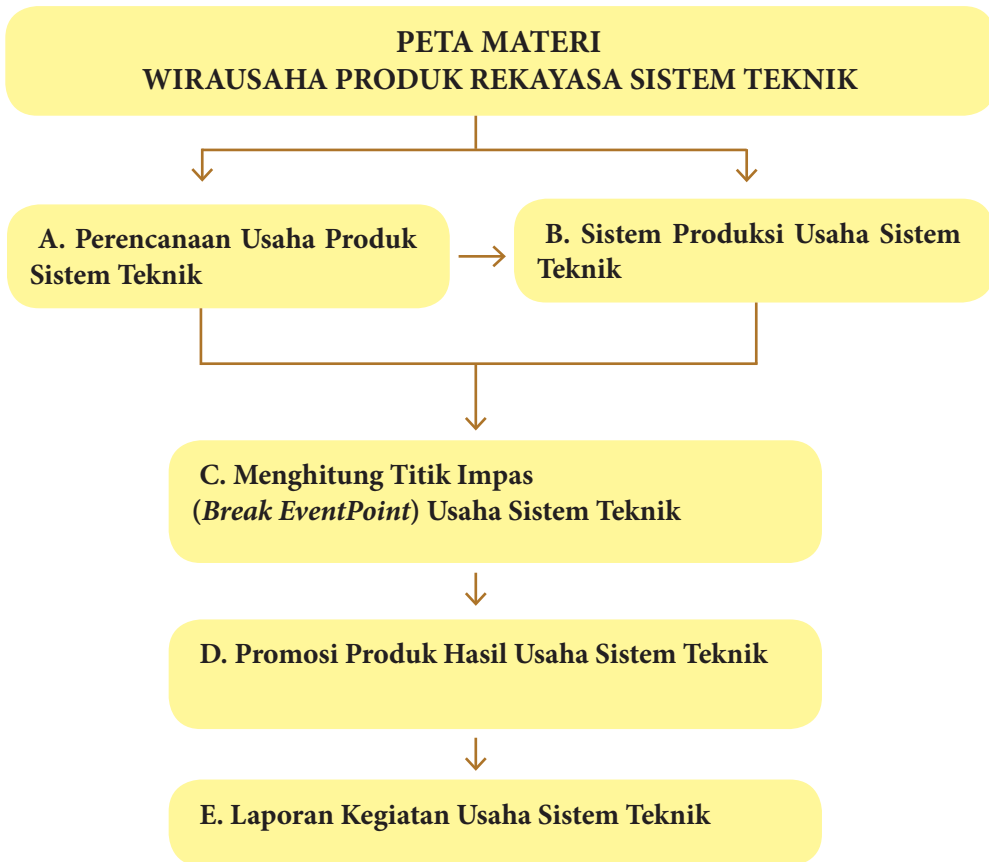 PETA MATERI
WIRAUSAHA PRODUK REKAYASA SISTEM TEKNIK
A. Perencanaan Usaha Produk
Sistem Teknik
B. Sistem Produksi Usaha Sistem
Teknik
C. Menghitung Titik Impas
(Break EventPoint) Usaha Sistem Teknik
D. Promosi Produk Hasil Usaha Sistem Teknik
E. Laporan Kegiatan Usaha Sistem Teknik